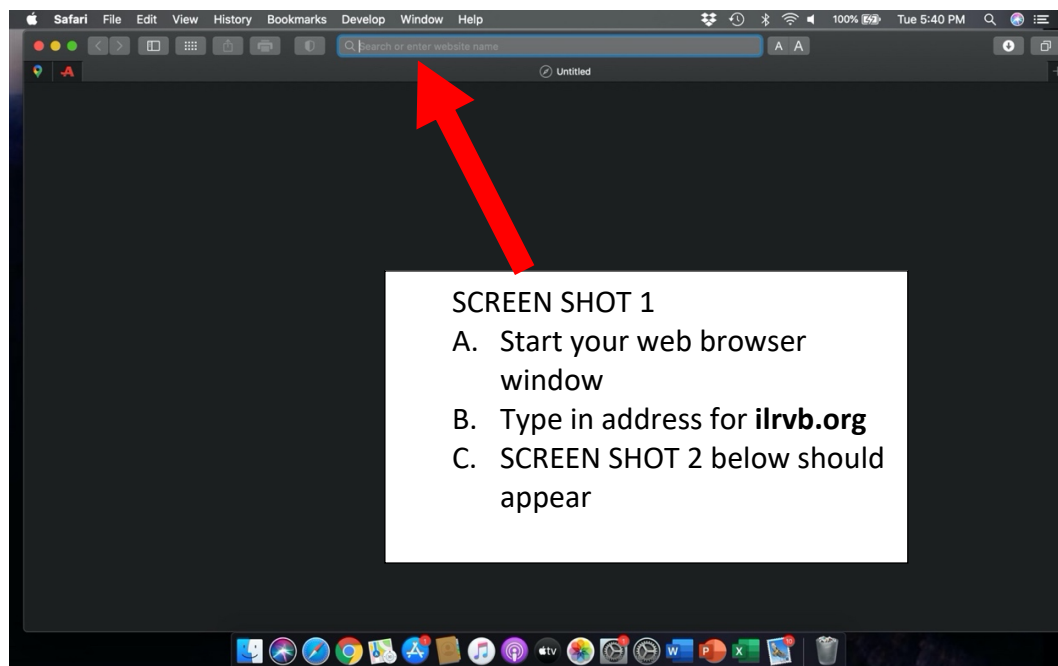 Safari File Edit View History Bookmarks Develop Window Help 100% Tue 5:40 PM
Search or enter website name A A
A Untitled
SCREEN SHOT 1
A. Start your web browser
window
B. Type in address for ilrvb.org
C. SCREEN SHOT 2 below should
appear
tv W P X